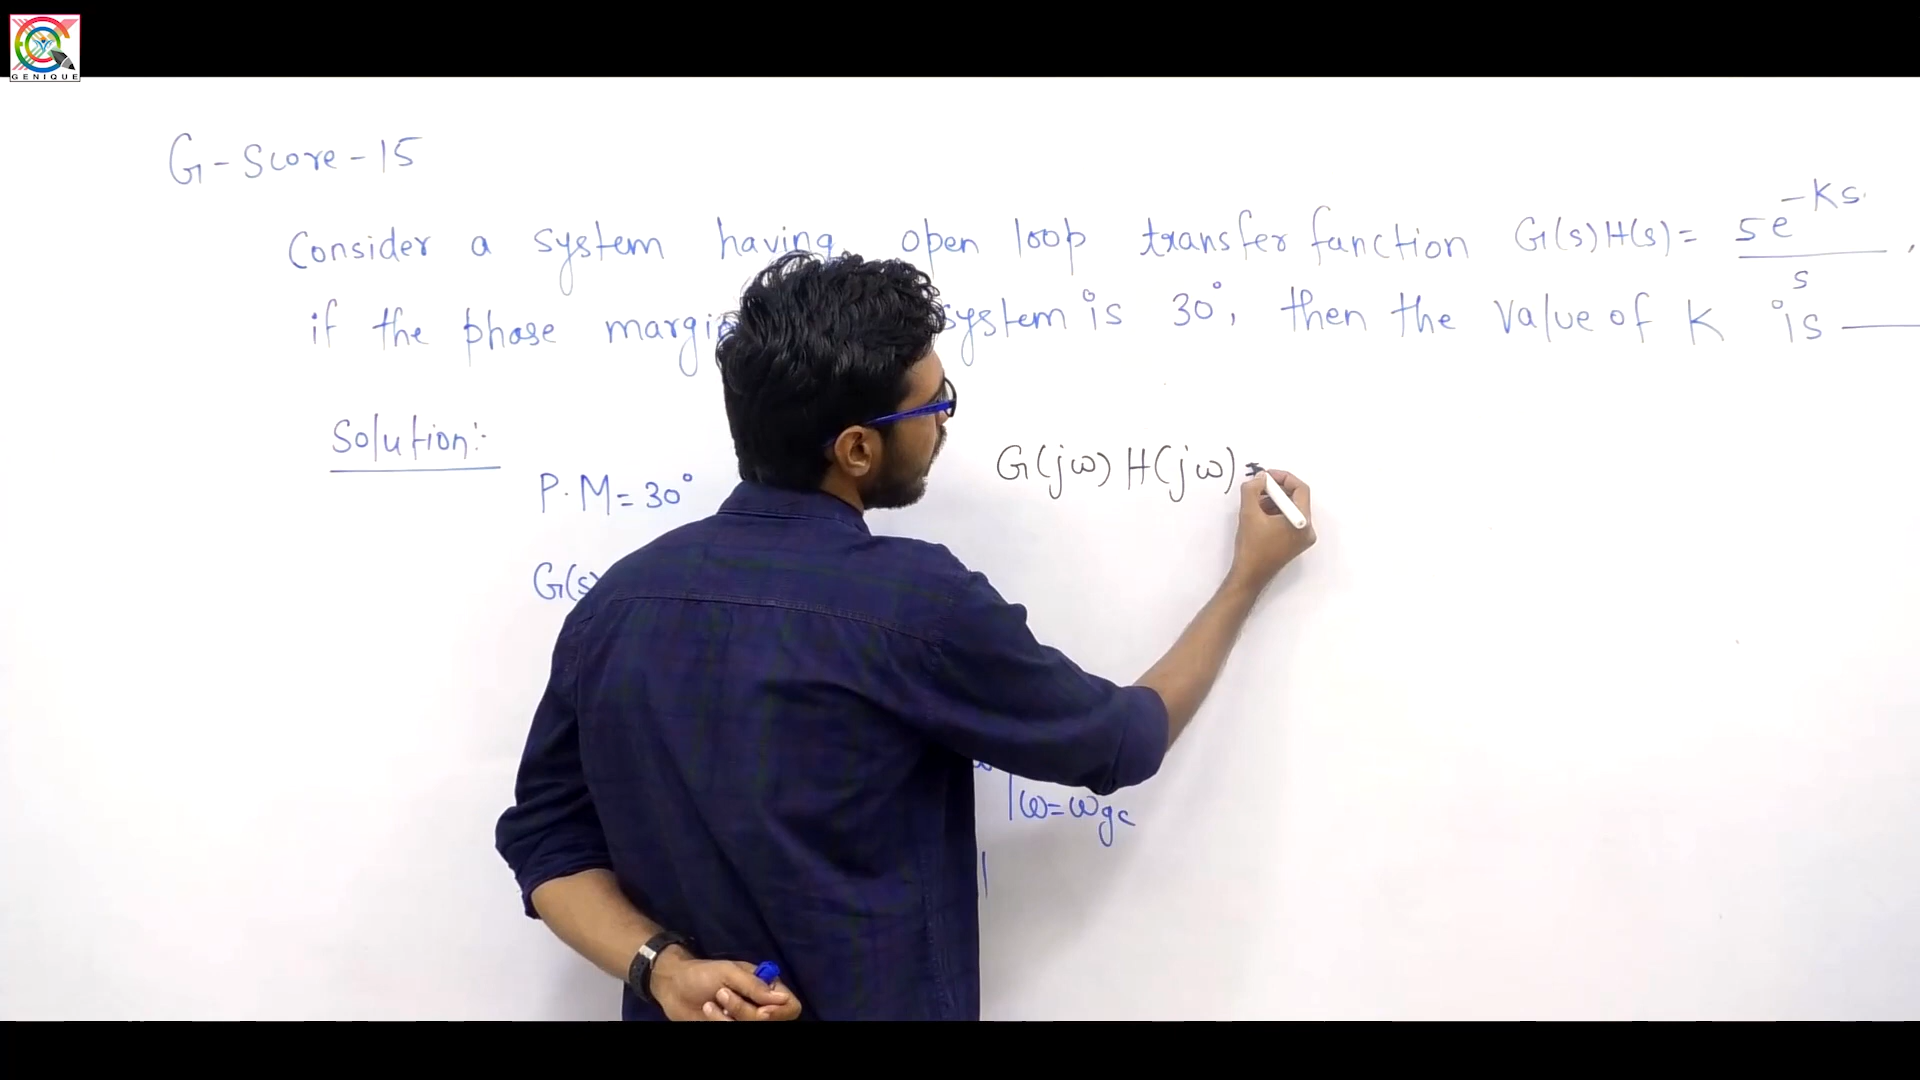 GENIQUE
G-Score-15
Consider a system having open loop transfer function G(s)H(s)= 5e^-Ks / s ,
if the phase margin system is 30°, then the value of K is ——
Solution:-
P.M=30°
G(jω) H(jω)=
G(s)
|ω=ωgc